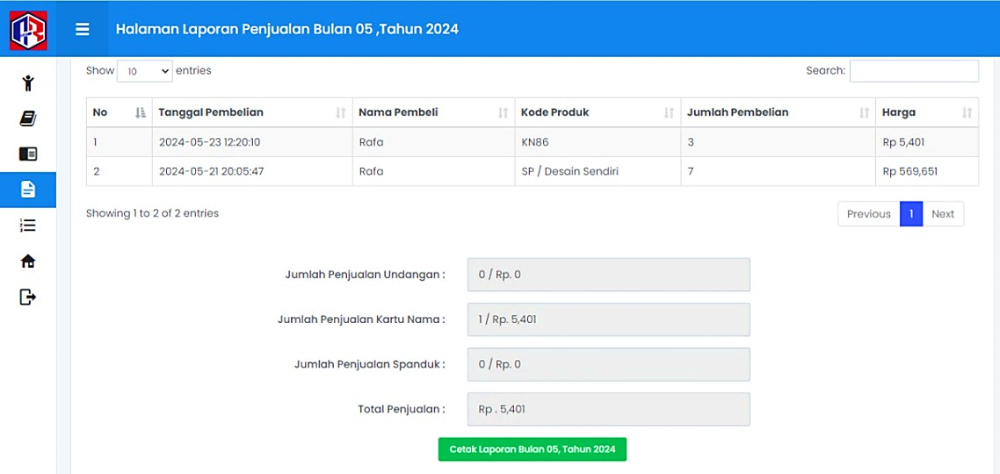 Halaman Laporan Penjualan Bulan 05 ,Tahun 2024
Show 10 entries Search:
No Tanggal Pembelian Nama Pembeli Kode Produk Jumlah Pembelian Harga
1 2024-05-23 12:20:10 Rafa KN86 3 Rp 5,401
2 2024-05-21 20:05:47 Rafa SP / Desain Sendiri 7 Rp 569,651
Showing 1 to 2 of 2 entries Previous 1 Next
Jumlah Penjualan Undangan : 0 / Rp. 0
Jumlah Penjualan Kartu Nama : 1 / Rp. 5,401
Jumlah Penjualan Spanduk : 0 / Rp. 0
Total Penjualan : Rp . 5,401
Cetak Laporan Bulan 05, Tahun 2024